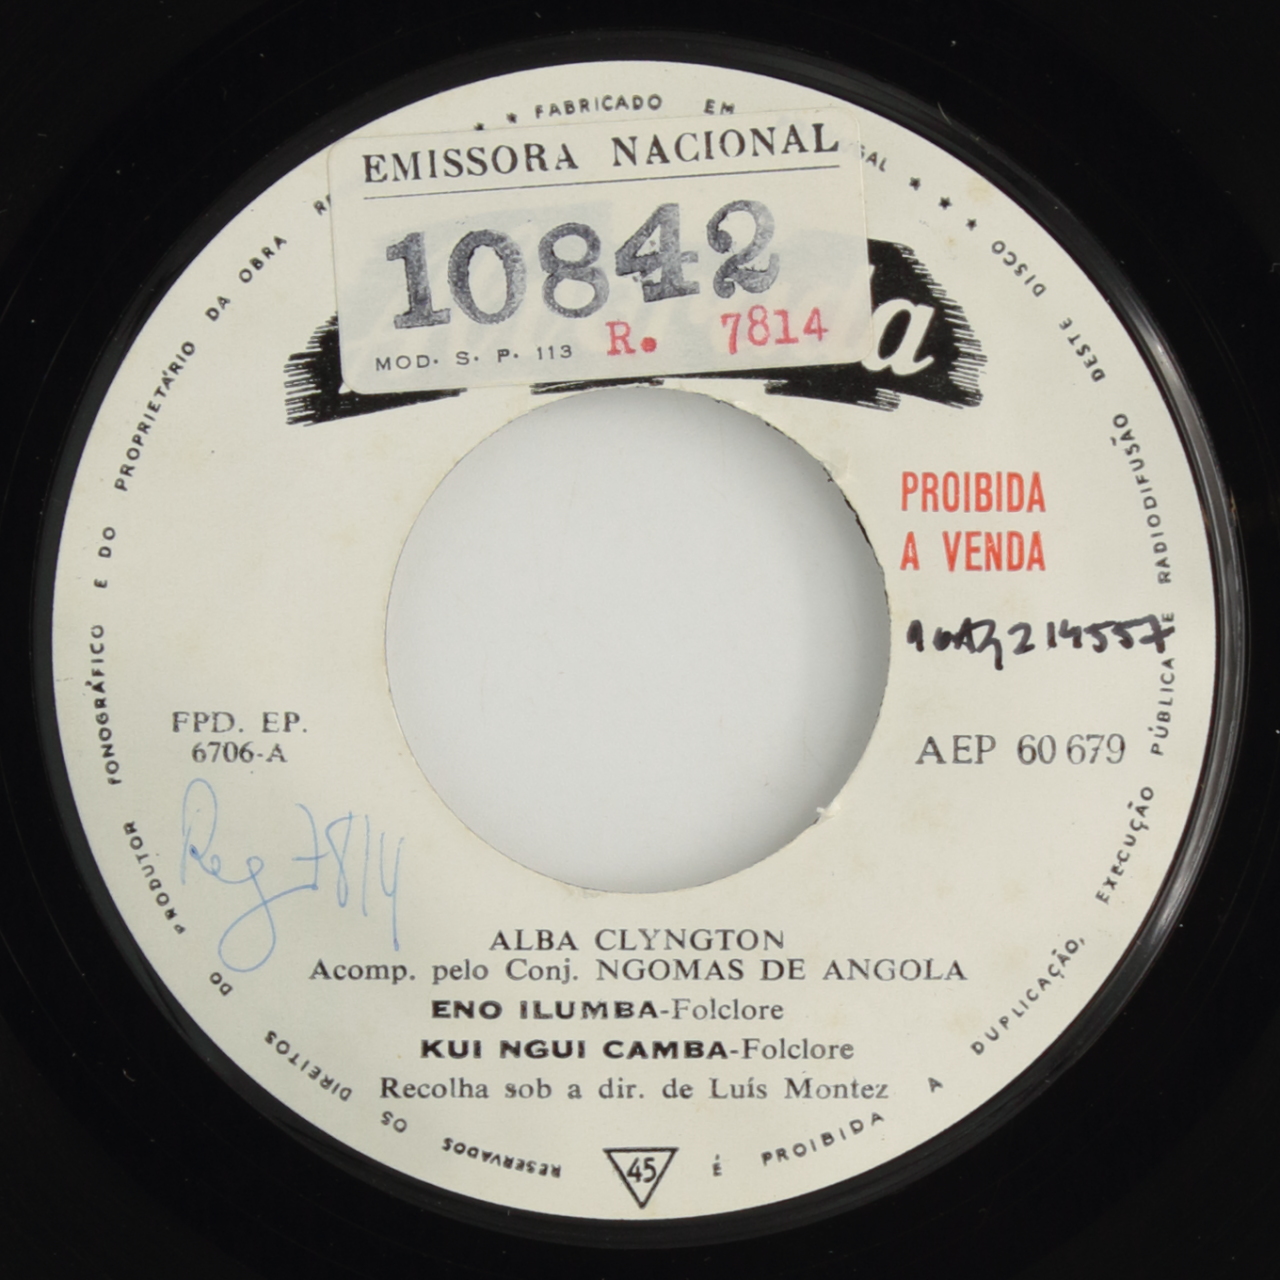 ★ ★ FABRICADO EM
★ ★ ★
EMISSORA NACIONAL
10842
MOD. S. P. 113 R. 7814
PROIBIDA
A VENDA
FPD. EP.
6706-A
AEP 60 679
Reg 7814
ALBA CLYNGTON
Acomp. pelo Conj. NGOMAS DE ANGOLA
ENO ILUMBA-Folclore
KUI NGUI CAMBA-Folclore
Recolha sob a dir. de Luís Montez
45
RESERVADOS OS DIREITOS DO PRODUTOR FONOGRÁFICO E DO PROPRIETÁRIO DA OBRA
É PROIBIDA A DUPLICAÇÃO, EXECUÇÃO PÚBLICA E RADIODIFUSÃO DESTE DISCO